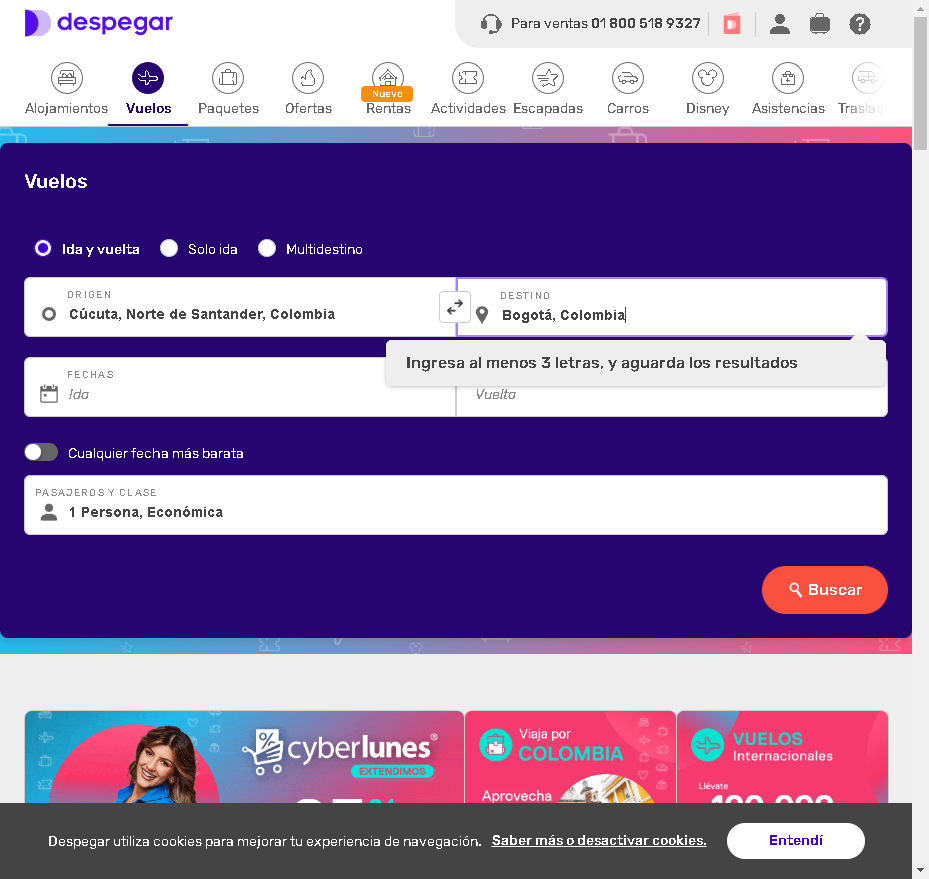 despegar
Para ventas 01 800 518 9327
Alojamientos
Vuelos
Paquetes
Ofertas
Nuevo
Rentas
Actividades
Escapadas
Carros
Disney
Asistencias
Traslad
Vuelos
Ida y vuelta
Solo ida
Multidestino
ORIGEN
Cúcuta, Norte de Santander, Colombia
DESTINO
Bogotá, Colombia
Ingresa al menos 3 letras, y aguarda los resultados
FECHAS
Ida
Vuelta
Cualquier fecha más barata
PASAJEROS Y CLASE
1 Persona, Económica
Buscar
cyberlunes®
EXTENDIMOS
Viaja por
COLOMBIA
Aprovecha
VUELOS
Internacionales
Llévate
Despegar utiliza cookies para mejorar tu experiencia de navegación. Saber más o desactivar cookies.
Entendí